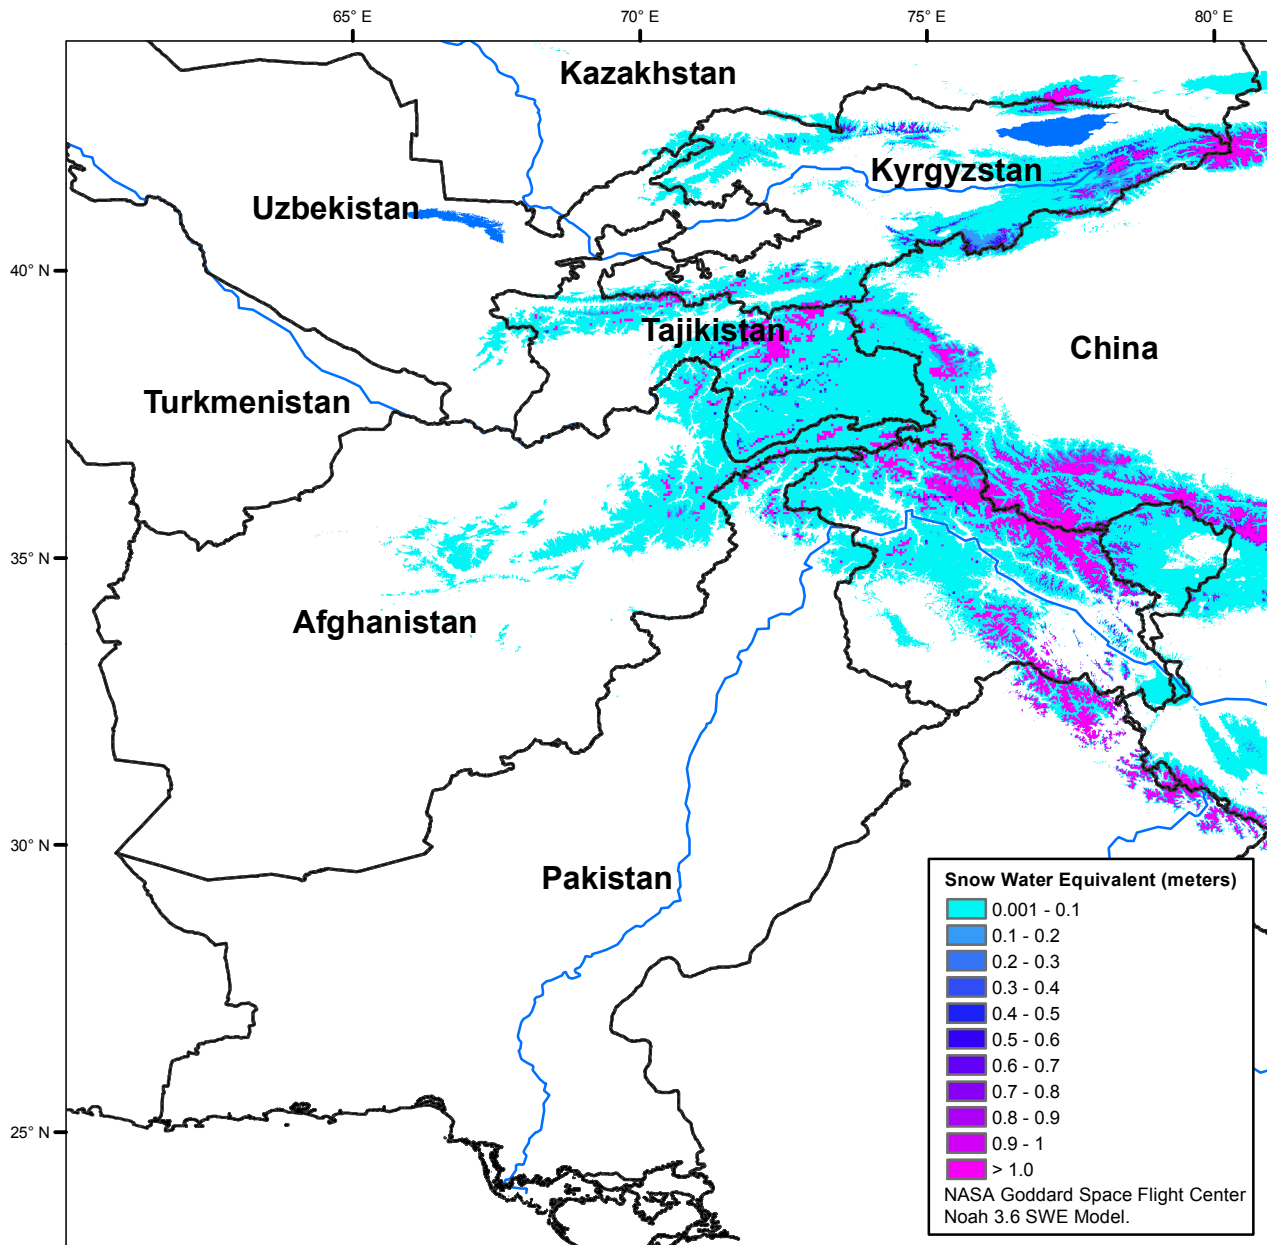 65° E
70° E
75° E
80° E
Kazakhstan
Kyrgyzstan
Uzbekistan
40° N
Tajikistan
China
Turkmenistan
35° N
Afghanistan
30° N
Pakistan
25° N
Snow Water Equivalent (meters)
0.001 - 0.1
0.1 - 0.2
0.2 - 0.3
0.3 - 0.4
0.4 - 0.5
0.5 - 0.6
0.6 - 0.7
0.7 - 0.8
0.8 - 0.9
0.9 - 1
> 1.0
NASA Goddard Space Flight Center
Noah 3.6 SWE Model.